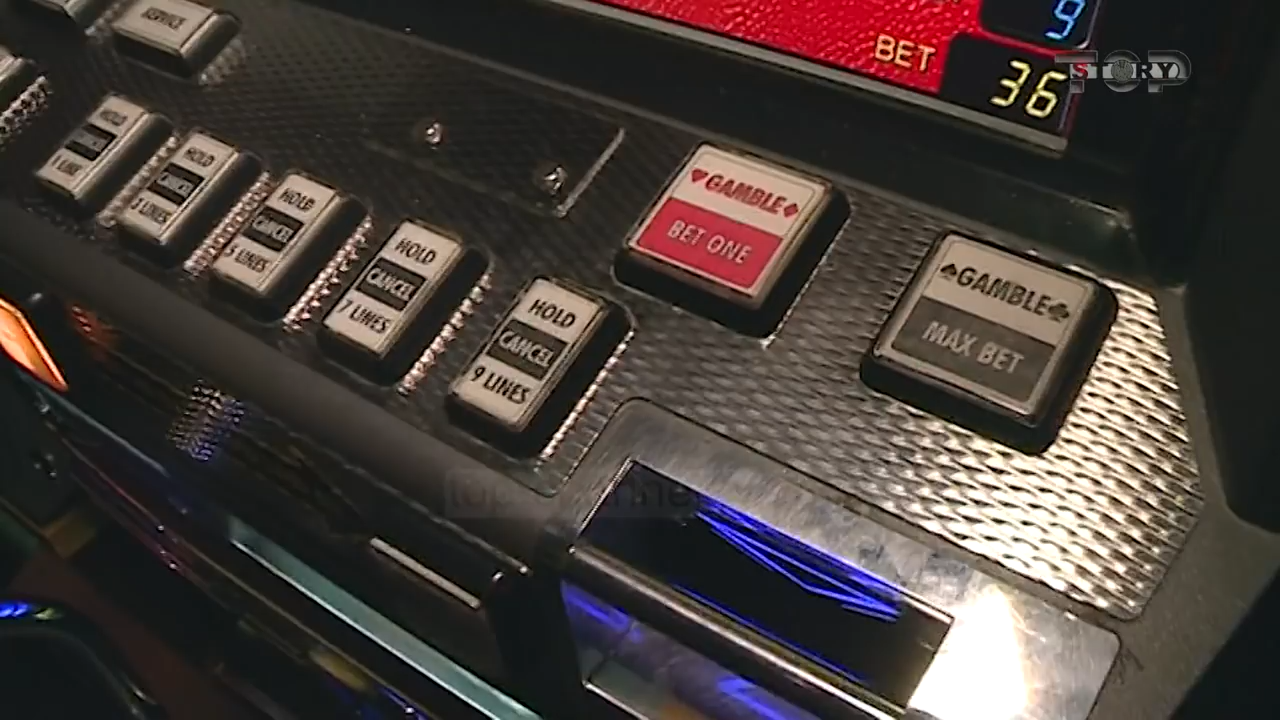 9
BET
36
TOP
STORY
SERVICE
HOLD
1 LINE
HOLD
CANCEL
3 LINES
HOLD
CANCEL
5 LINES
HOLD
CANCEL
7 LINES
HOLD
CANCEL
9 LINES
GAMBLE
BET ONE
GAMBLE
MAX BET